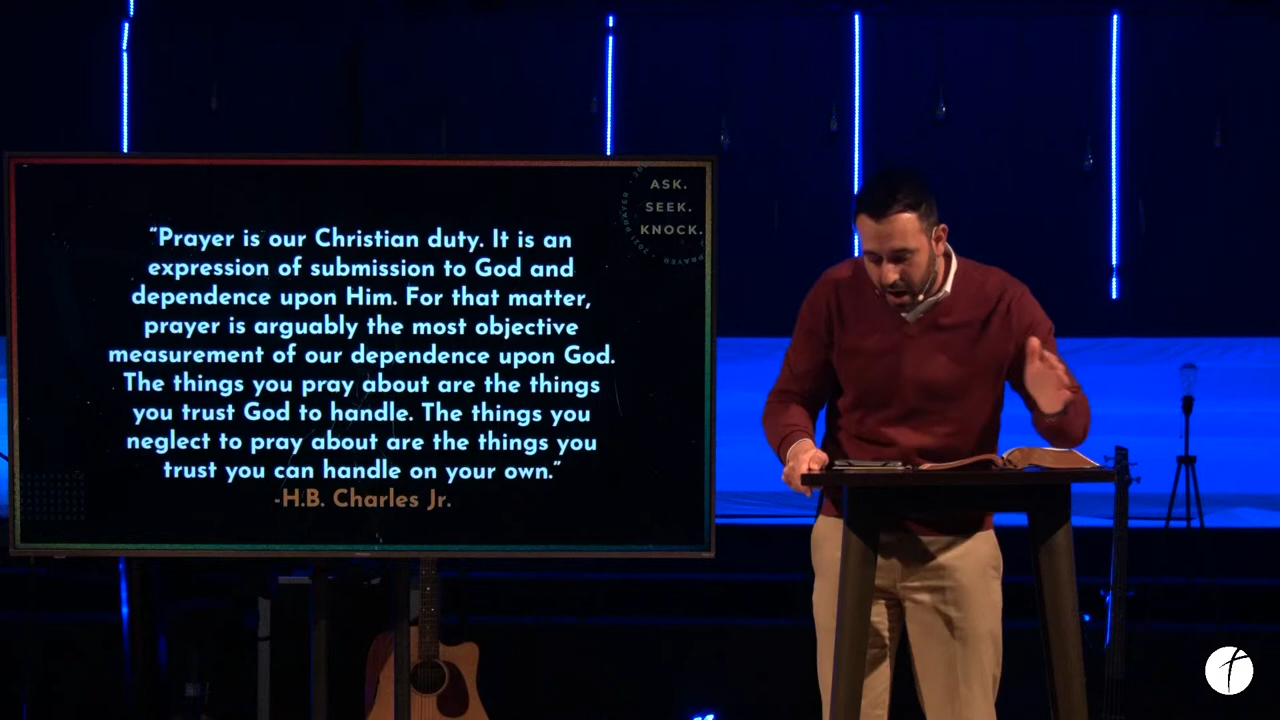 ASK.
SEEK.
KNOCK.
PRAYER • 2021 PRAYER
“Prayer is our Christian duty. It is an
expression of submission to God and
dependence upon Him. For that matter,
prayer is arguably the most objective
measurement of our dependence upon God.
The things you pray about are the things
you trust God to handle. The things you
neglect to pray about are the things you
trust you can handle on your own.”
-H.B. Charles Jr.